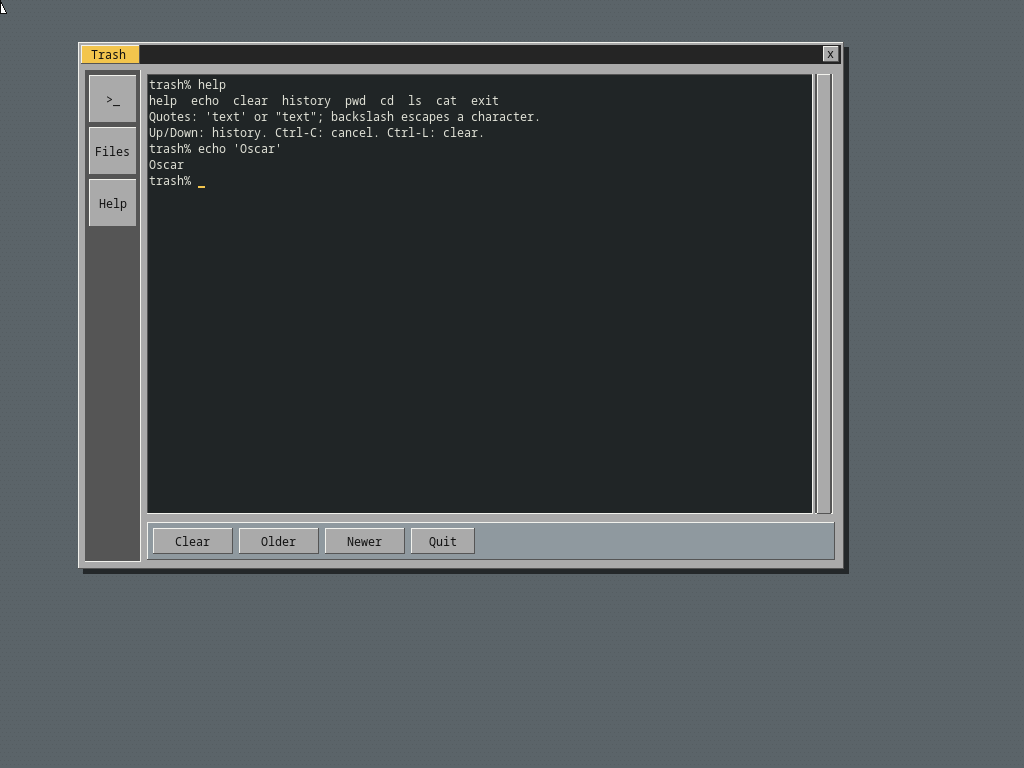 Trash
x
>_
Files
Help
trash% help
help  echo  clear  history  pwd  cd  ls  cat  exit
Quotes: 'text' or "text"; backslash escapes a character.
Up/Down: history. Ctrl-C: cancel. Ctrl-L: clear.
trash% echo 'Oscar'
Oscar
trash% _
Clear
Older
Newer
Quit